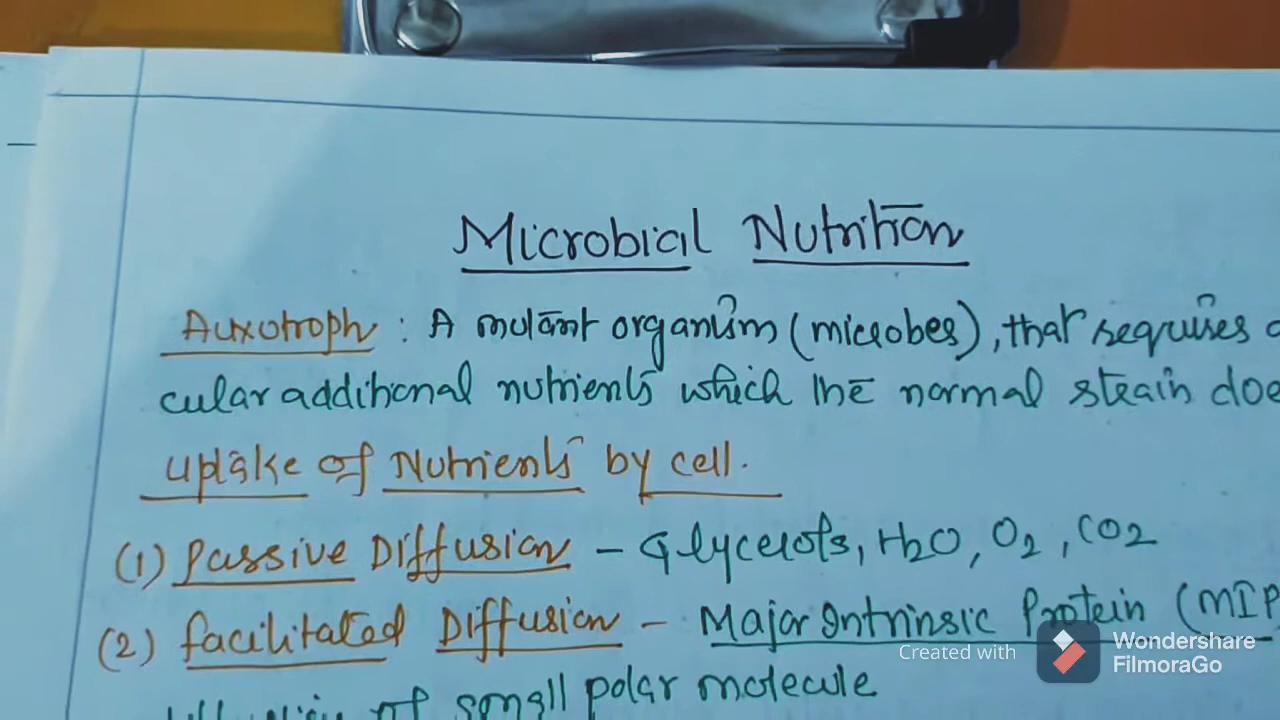 Microbial Nutrition
Auxotroph : A mutant organism (microbes), that requires a
cular additional nutrients which the normal strain doe
uptake of Nutrients by cell.
(1) Passive Diffusion - Glycerols, H2O, O2, CO2
(2) facilitated Diffusion - Major Intrinsic Protein (MIP
of small polar molecule
Created with Wondershare FilmoraGo